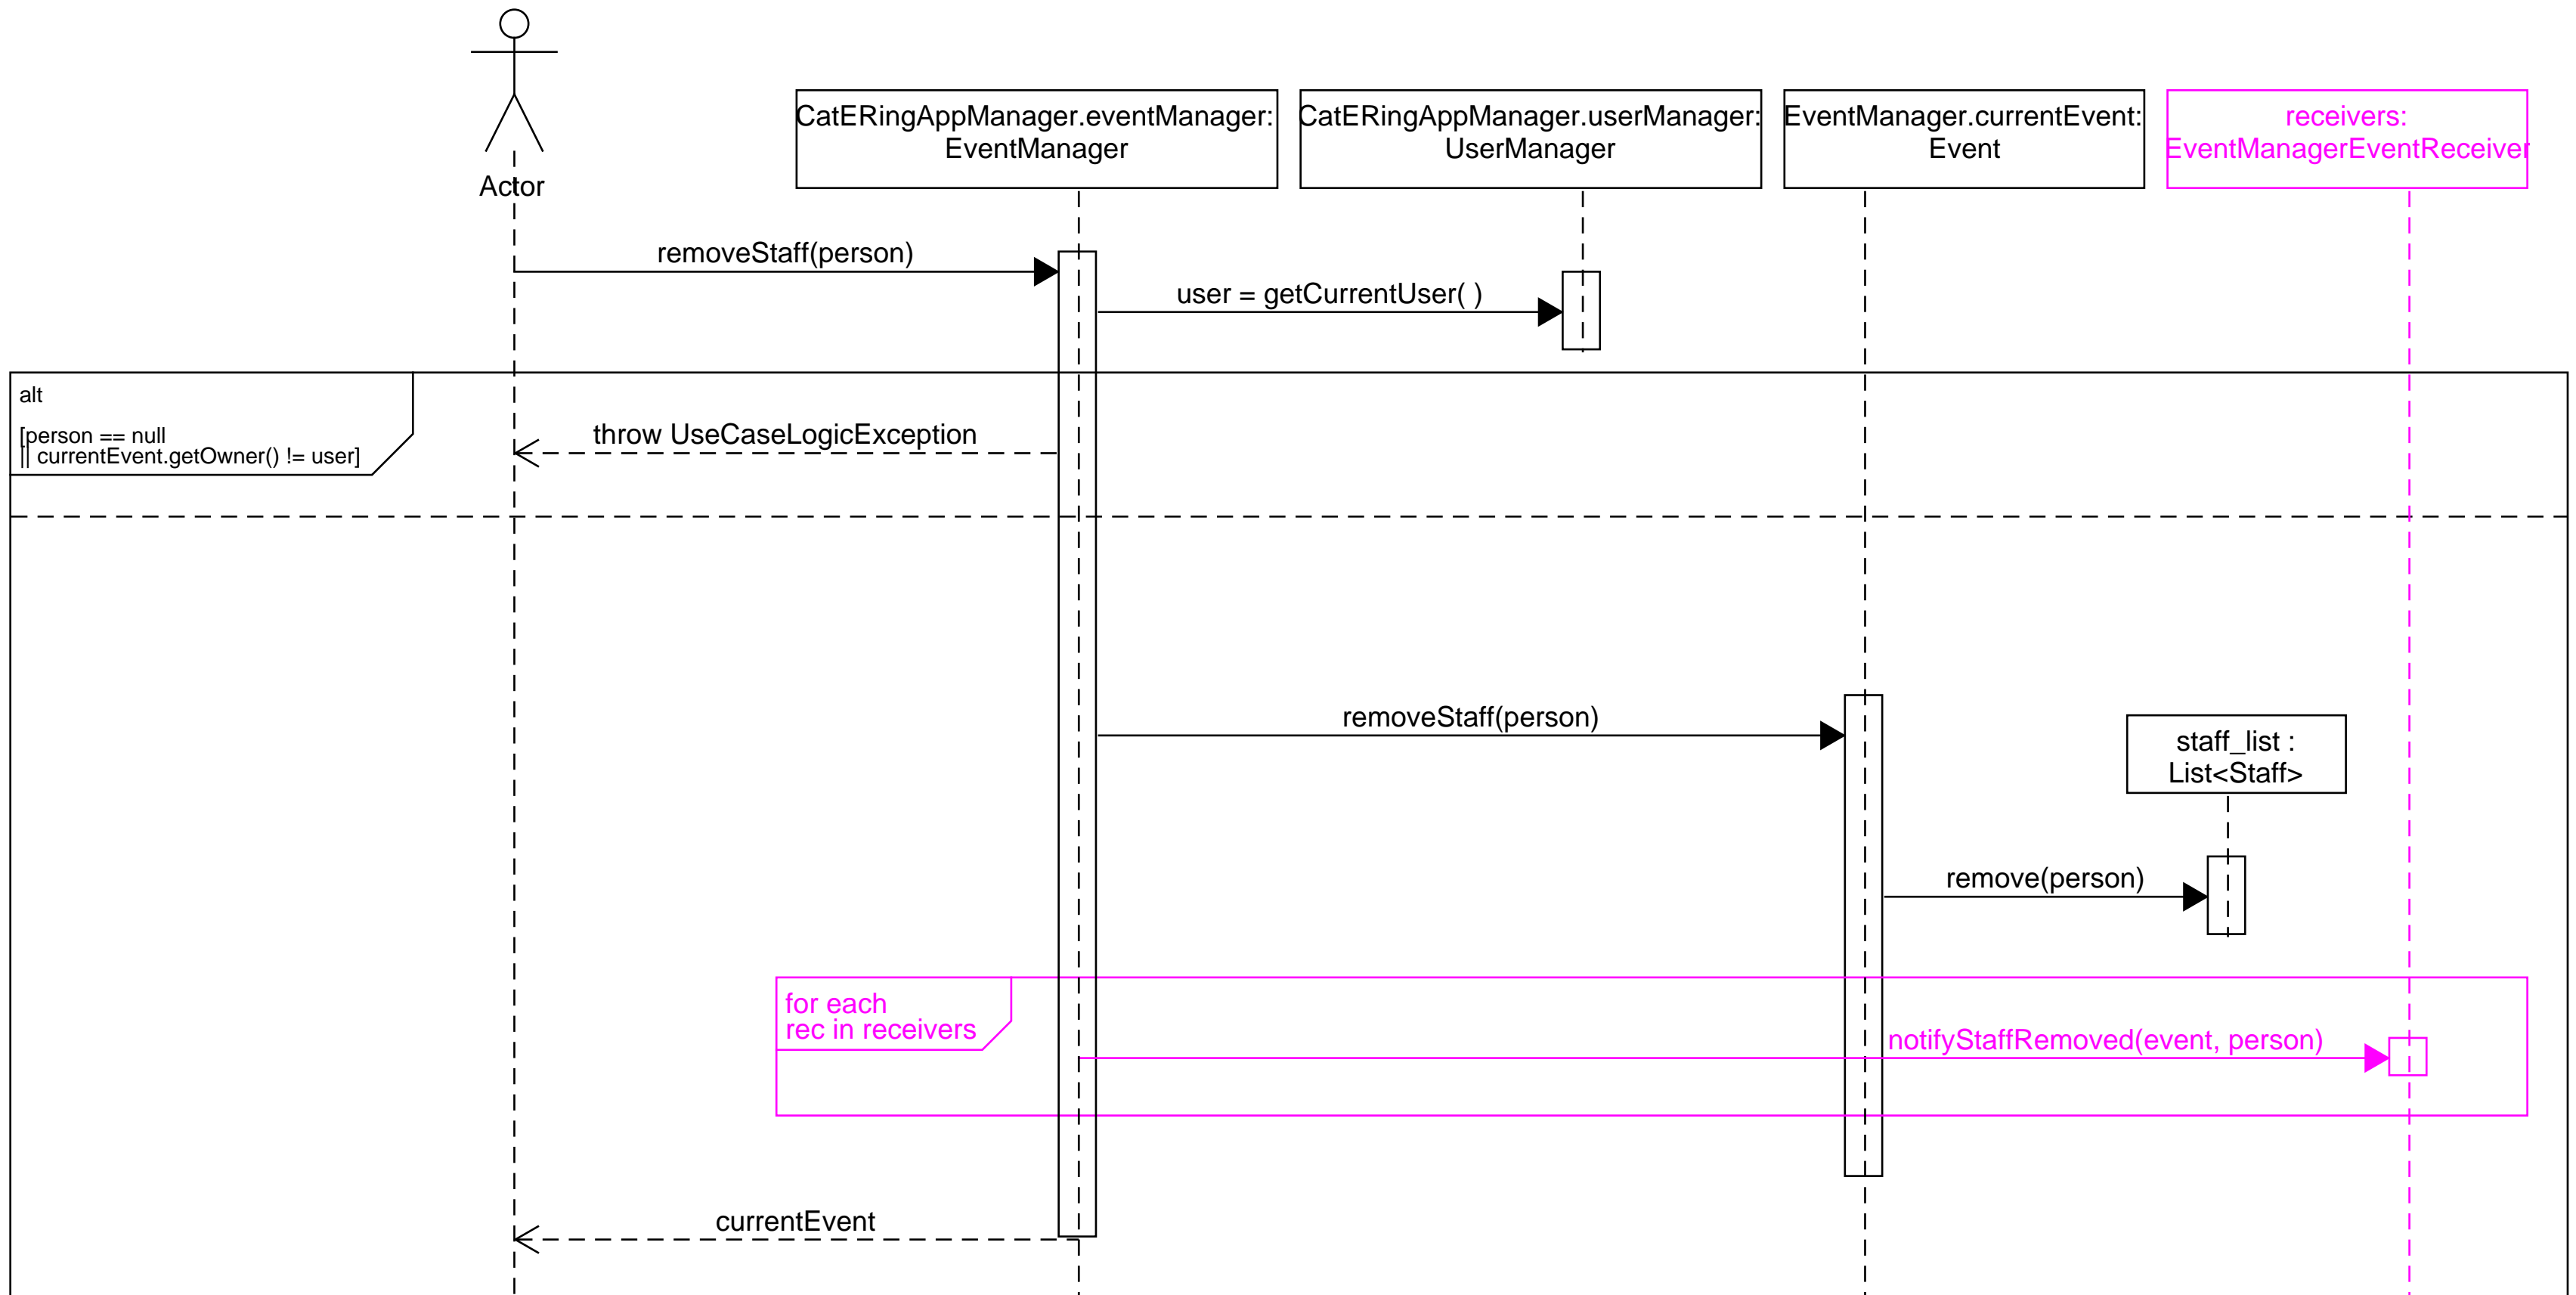 Actor
CatERingAppManager.eventManager:
EventManager
CatERingAppManager.userManager:
UserManager
EventManager.currentEvent:
Event
receivers:
EventManagerEventReceiver
removeStaff(person)
user = getCurrentUser( )
alt
[person == null
|| currentEvent.getOwner() != user]
throw UseCaseLogicException
removeStaff(person)
staff_list :
List<Staff>
remove(person)
for each
rec in receivers
notifyStaffRemoved(event, person)
currentEvent